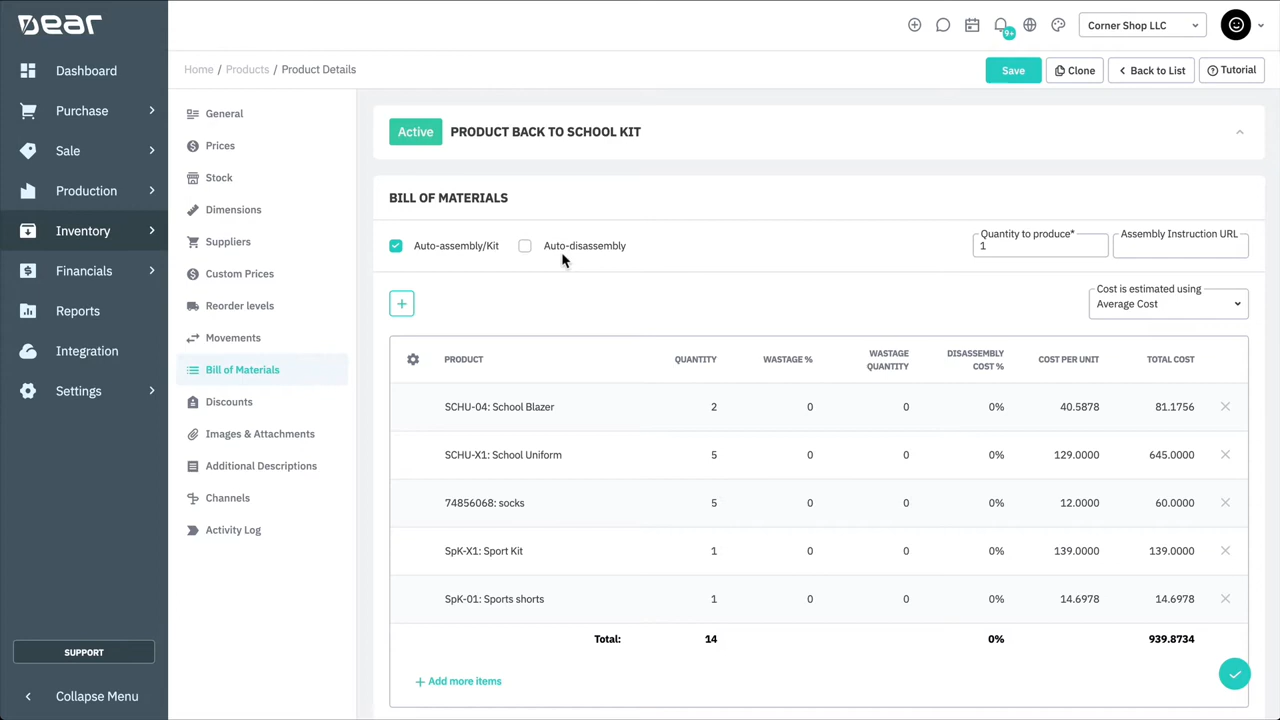 Dear
9+
Corner Shop LLC
Dashboard
Purchase
Sale
Production
Inventory
Financials
Reports
Integration
Settings
SUPPORT
Collapse Menu
Home / Products / Product Details
Save
Clone
Back to List
Tutorial
General
Prices
Stock
Dimensions
Suppliers
Custom Prices
Reorder levels
Movements
Bill of Materials
Discounts
Images & Attachments
Additional Descriptions
Channels
Activity Log
Active PRODUCT BACK TO SCHOOL KIT
BILL OF MATERIALS
Auto-assembly/Kit Auto-disassembly
Quantity to produce*
1
Assembly Instruction URL
+
Cost is estimated using
Average Cost
PRODUCT QUANTITY WASTAGE % WASTAGE QUANTITY DISASSEMBLY COST % COST PER UNIT TOTAL COST
SCHU-04: School Blazer 2 0 0 0% 40.5878 81.1756
SCHU-X1: School Uniform 5 0 0 0% 129.0000 645.0000
74856068: socks 5 0 0 0% 12.0000 60.0000
SpK-X1: Sport Kit 1 0 0 0% 139.0000 139.0000
SpK-01: Sports shorts 1 0 0 0% 14.6978 14.6978
Total: 14 0% 939.8734
+ Add more items